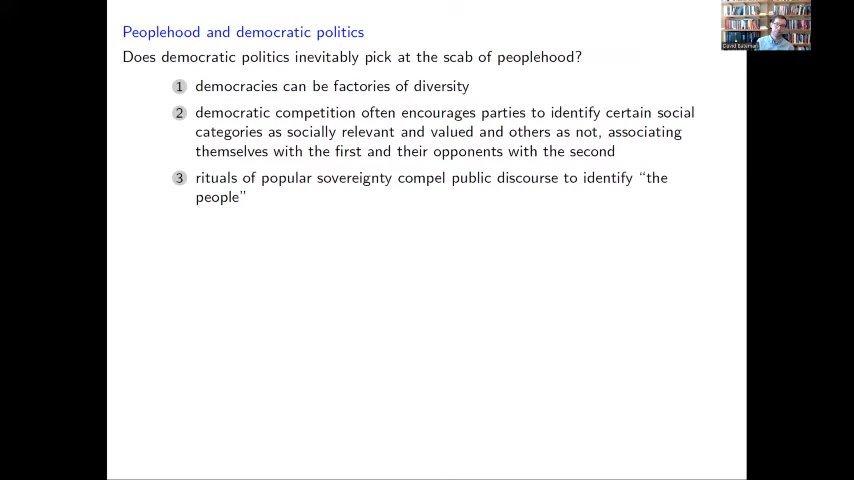 Peoplehood and democratic politics
Does democratic politics inevitably pick at the scab of peoplehood?
1 democracies can be factories of diversity
2 democratic competition often encourages parties to identify certain social
categories as socially relevant and valued and others as not, associating
themselves with the first and their opponents with the second
3 rituals of popular sovereignty compel public discourse to identify “the
people”
David Bateman